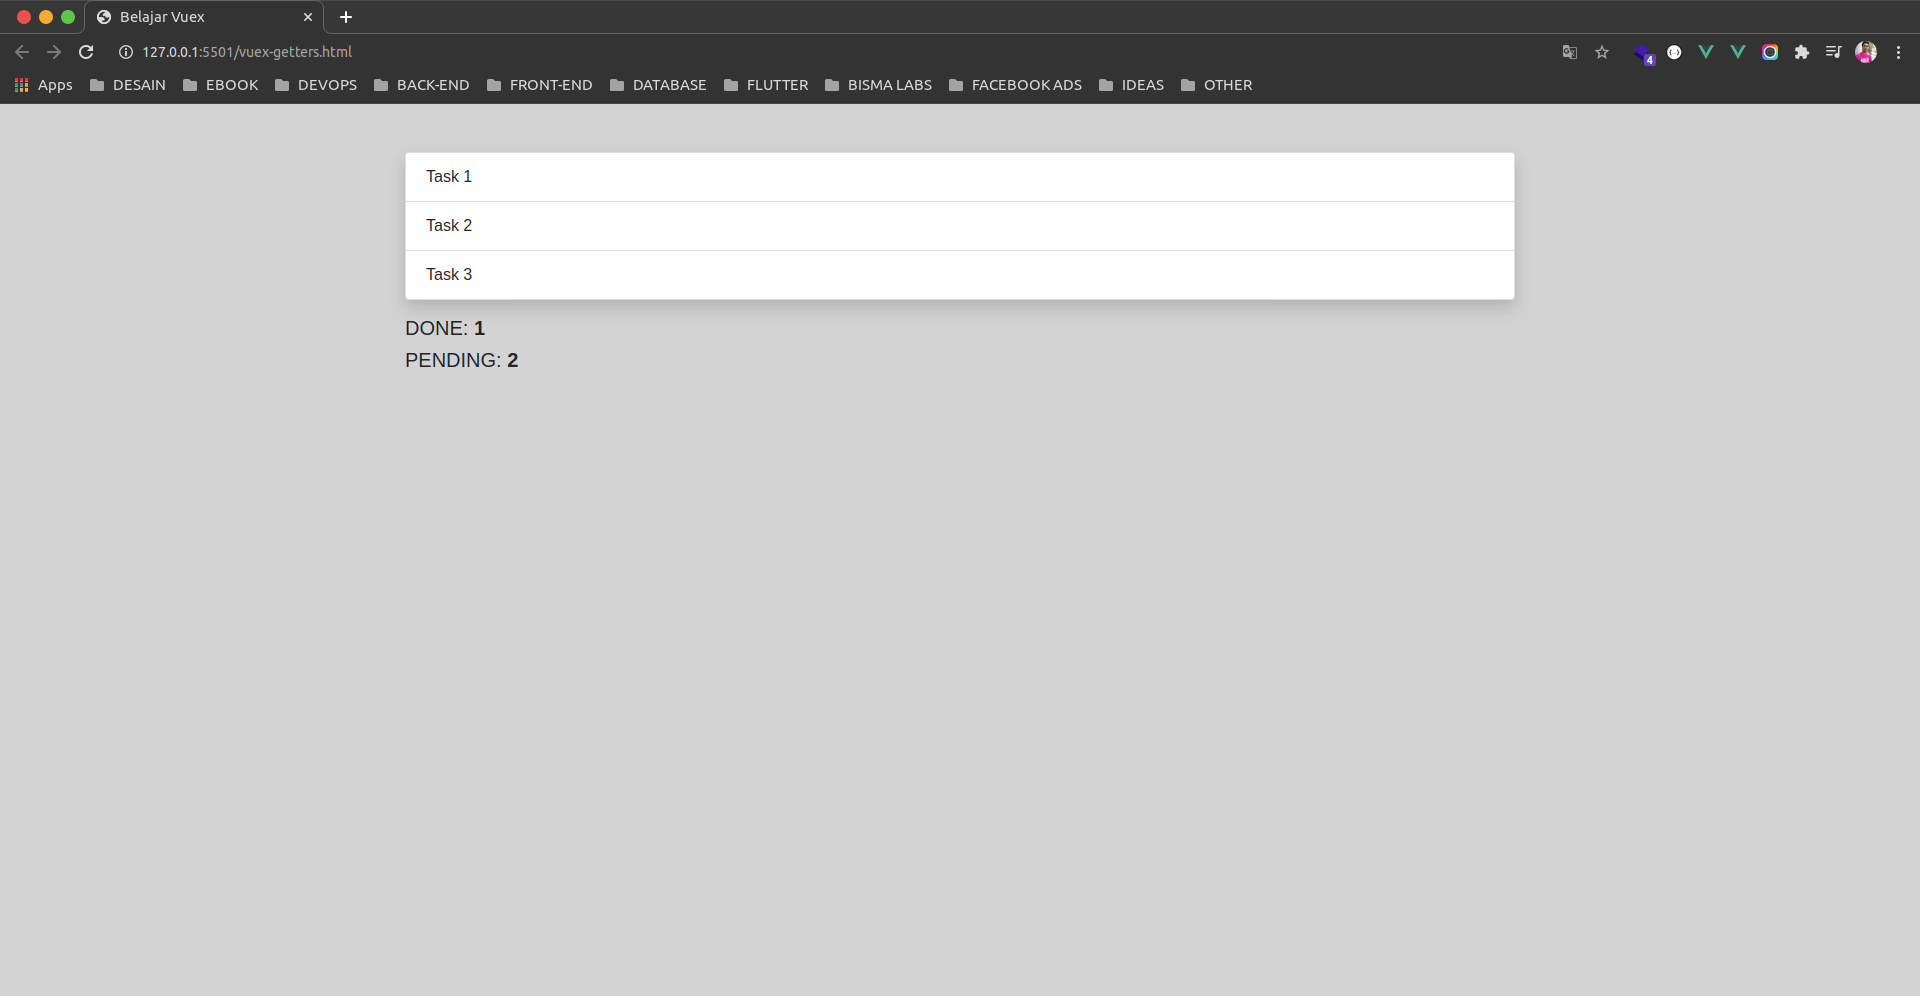 Belajar Vuex
127.0.0.1:5501/vuex-getters.html
4
Apps DESAIN EBOOK DEVOPS BACK-END FRONT-END DATABASE FLUTTER BISMA LABS FACEBOOK ADS IDEAS OTHER
Task 1
Task 2
Task 3
DONE: 1
PENDING: 2